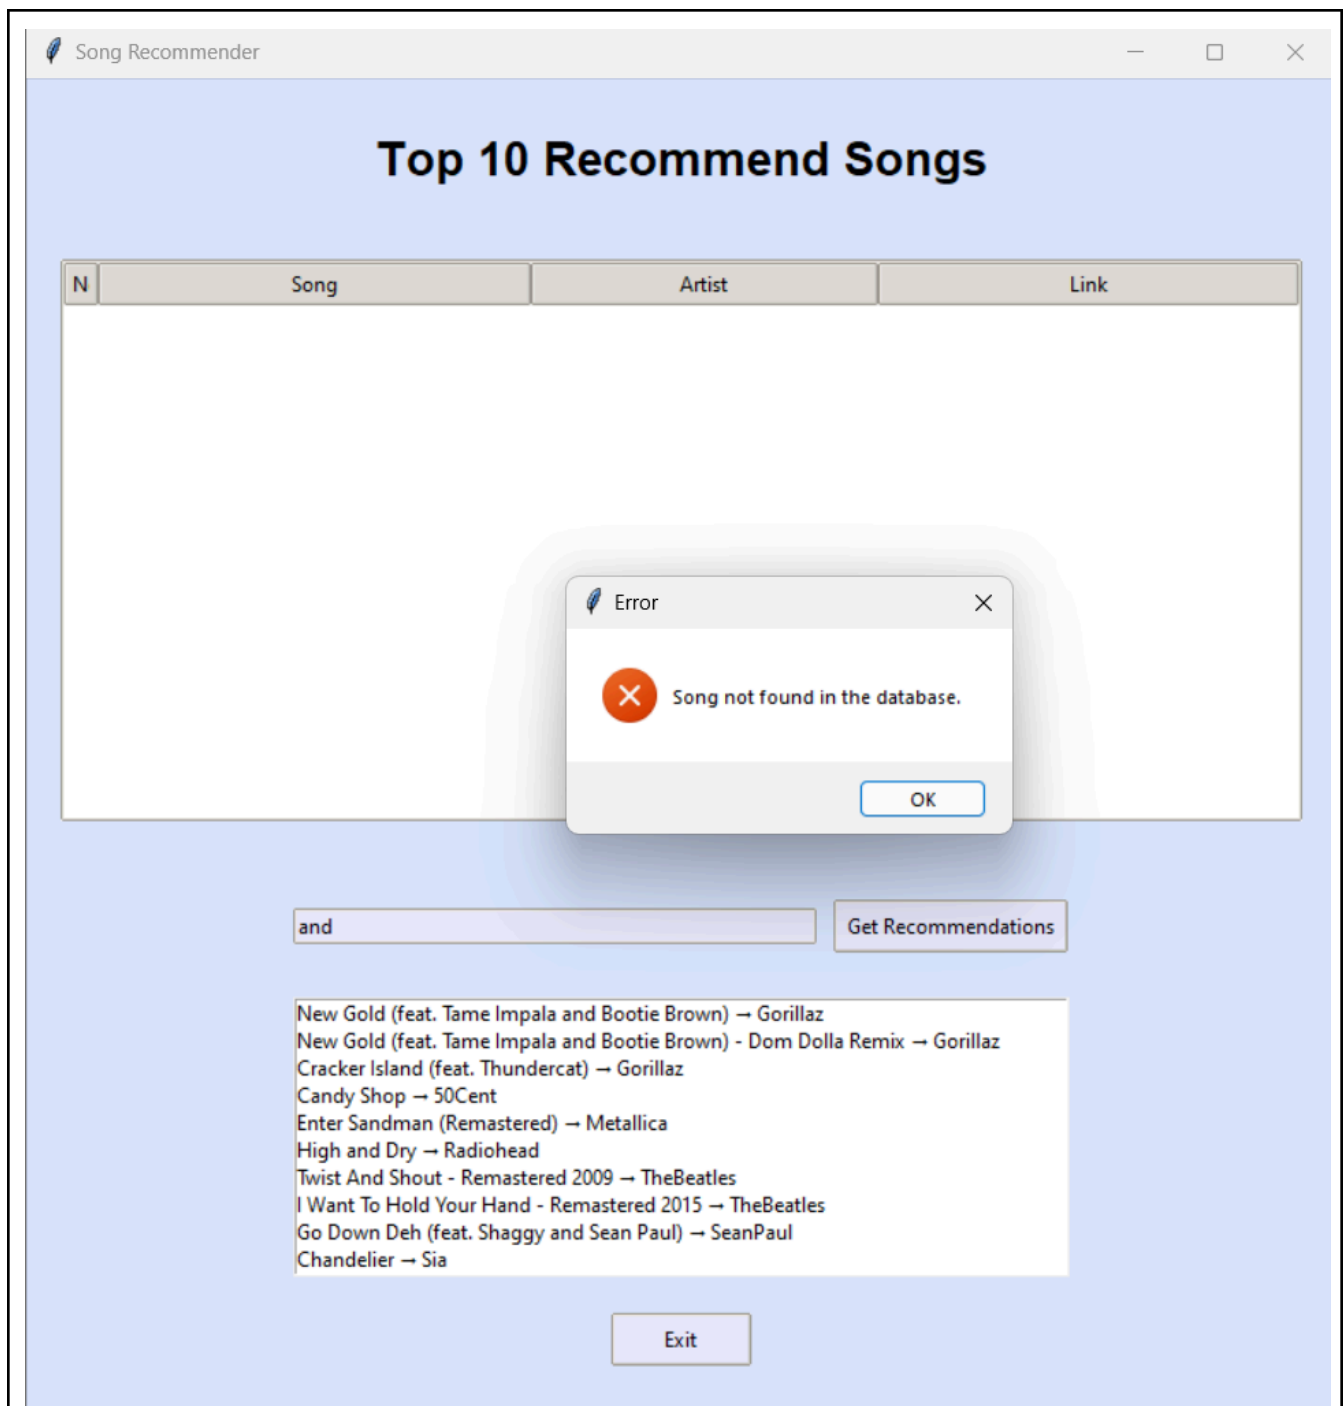 Song Recommender
Top 10 Recommend Songs
N Song Artist Link
Error
Song not found in the database.
OK
and Get Recommendations
New Gold (feat. Tame Impala and Bootie Brown) → Gorillaz
New Gold (feat. Tame Impala and Bootie Brown) - Dom Dolla Remix → Gorillaz
Cracker Island (feat. Thundercat) → Gorillaz
Candy Shop → 50Cent
Enter Sandman (Remastered) → Metallica
High and Dry → Radiohead
Twist And Shout - Remastered 2009 → TheBeatles
I Want To Hold Your Hand - Remastered 2015 → TheBeatles
Go Down Deh (feat. Shaggy and Sean Paul) → SeanPaul
Chandelier → Sia
Exit